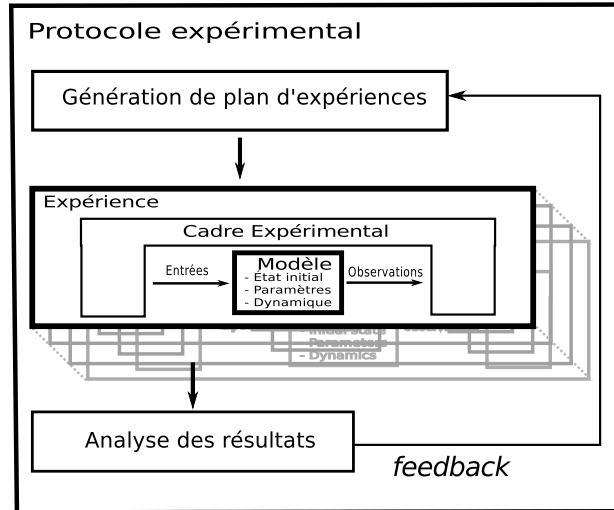 Protocole expérimental
Génération de plan d'expériences
Expérience
Cadre Expérimental
Entrées
Modèle
- État initial
- Paramètres
- Dynamique
Observations
- Parameters
- Dynamics
Analyse des résultats
feedback